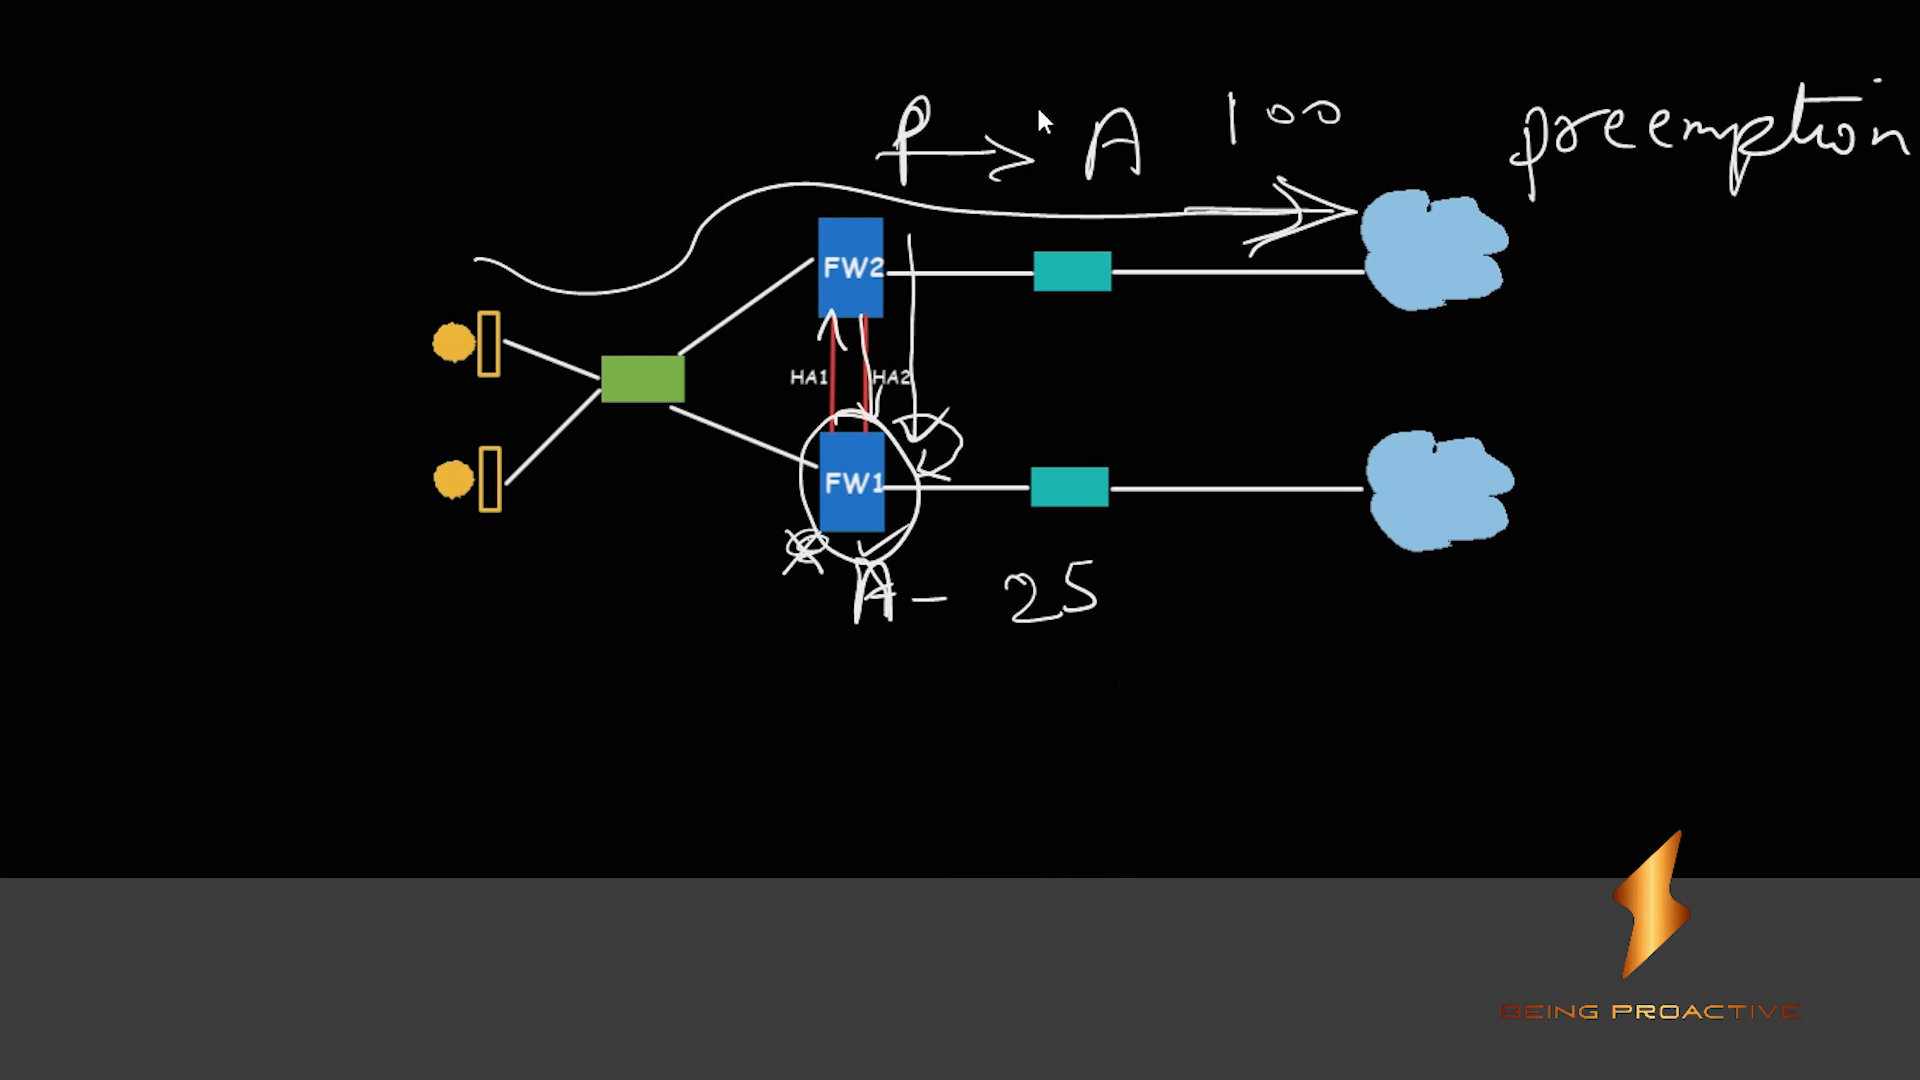 P → A 100
preemption
FW2
HA1 HA2
FW1
A - 25
BEING PROACTIVE